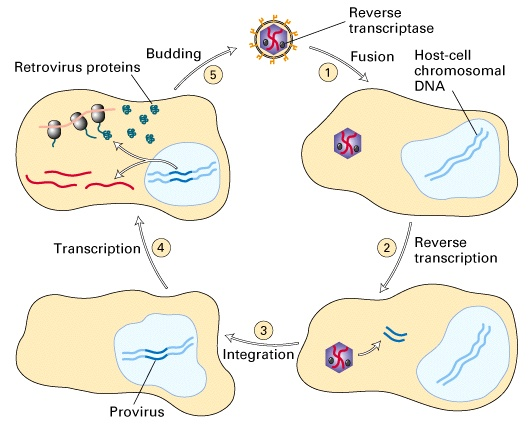 Reverse
transcriptase
Budding
5
1
Fusion
Retrovirus proteins
Host-cell
chromosomal
DNA
2
Reverse
transcription
Transcription
4
3
Integration
Provirus